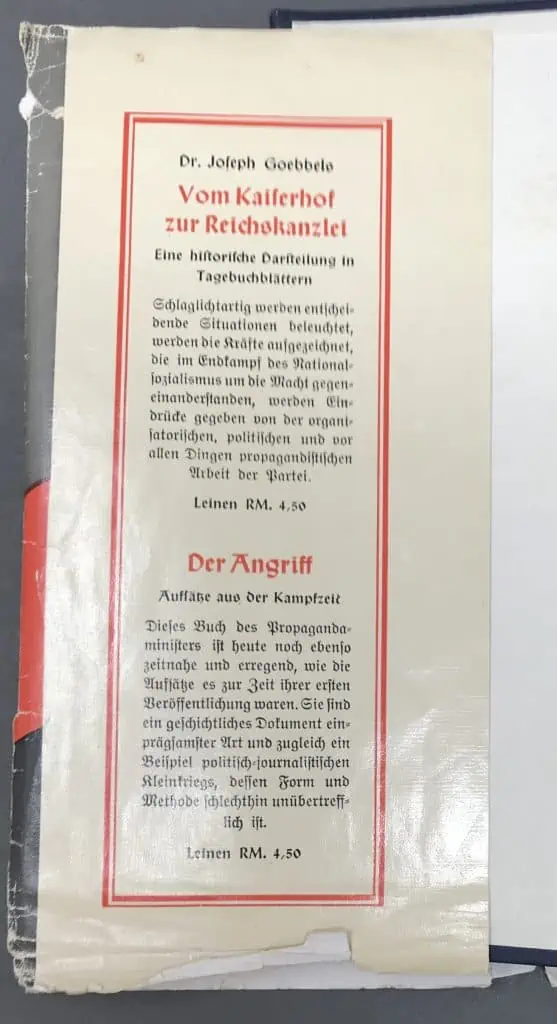 Dr. Joſeph Goebbels
Vom Kaiſerhof
zur Reichskanzlei
Eine hiſtoriſche Darſtellung in
Tagebuchblättern
Schlaglichtartig werden entſchei-
dende Situationen beleuchtet,
werden die Kräfte aufgezeichnet,
die im Endkampf des National-
ſozialismus um die Macht gegen-
einanderſtanden, werden Ein-
drücke gegeben von der organi-
ſatoriſchen, politiſchen und vor
allen Dingen propagandiſtiſchen
Arbeit der Partei.
Leinen RM. 4,50
Der Angriff
Aufſätze aus der Kampfzeit
Dieſes Buch des Propaganda-
miniſters iſt heute noch ebenſo
zeitnahe und erregend, wie die
Aufſätze es zur Zeit ihrer erſten
Veröffentlichung waren. Sie ſind
ein geſchichtliches Dokument ein-
prägſamſter Art und zugleich ein
Beiſpiel politiſch-journaliſtiſchen
Kleinkriegs, deſſen Form und
Methode ſchlechthin unübertreff-
lich iſt.
Leinen RM. 4,50